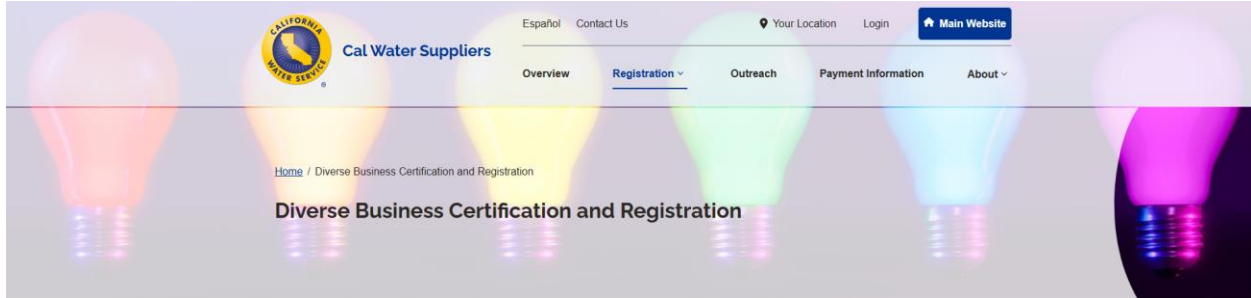 Español Contact Us Your Location Login Main Website
CALIFORNIA
WATER SERVICE
®
Cal Water Suppliers
Overview Registration Outreach Payment Information About
Home / Diverse Business Certification and Registration
Diverse Business Certification and Registration